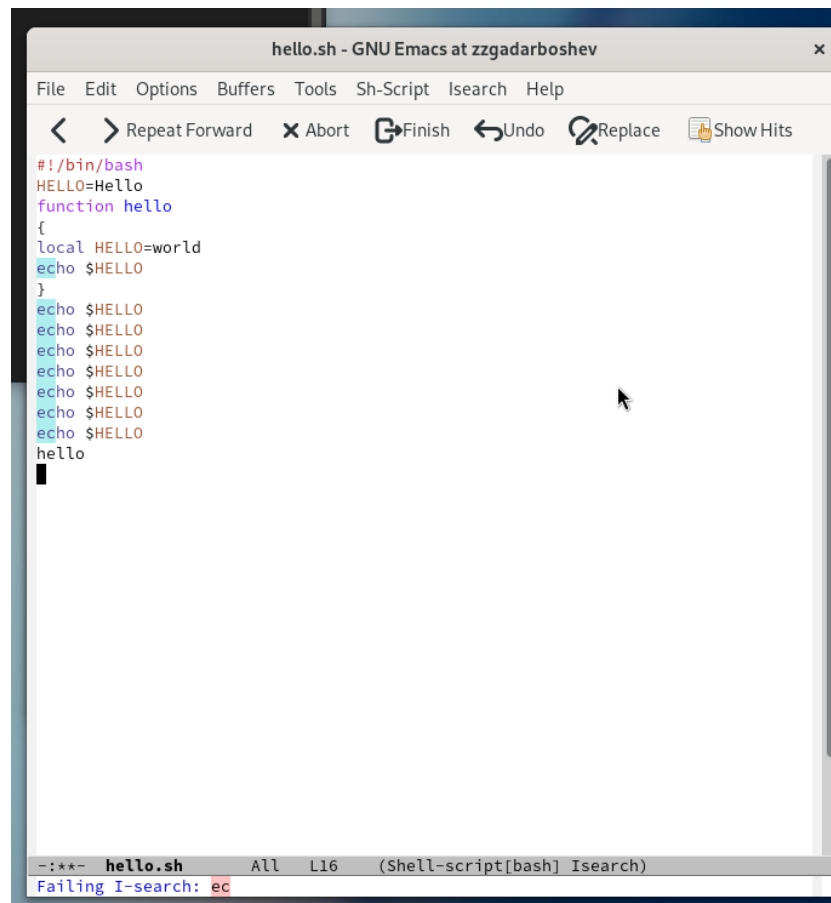 hello.sh - GNU Emacs at zzgadarboshev ×
File Edit Options Buffers Tools Sh-Script Isearch Help
Repeat Forward Abort Finish Undo Replace Show Hits
#!/bin/bash
HELLO=Hello
function hello
{
local HELLO=world
echo $HELLO
}
echo $HELLO
echo $HELLO
echo $HELLO
echo $HELLO
echo $HELLO
echo $HELLO
echo $HELLO
hello
-:**- hello.sh All L16 (Shell-script[bash] Isearch)
Failing I-search: ec